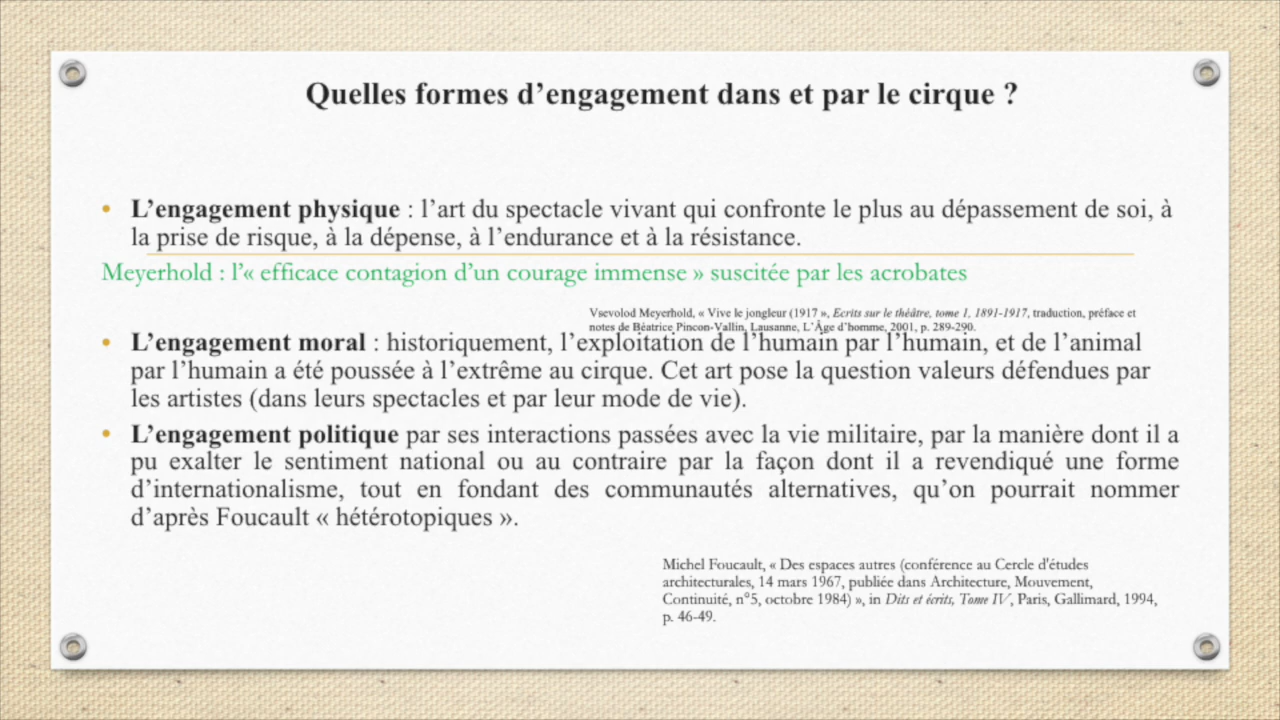 Quelles formes d’engagement dans et par le cirque ?
• L’engagement physique : l’art du spectacle vivant qui confronte le plus au dépassement de soi, à
la prise de risque, à la dépense, à l’endurance et à la résistance.
Meyerhold : l’« efficace contagion d’un courage immense » suscitée par les acrobates
Vsevolod Meyerhold, « Vive le jongleur (1917 », Ecrits sur le théâtre, tome 1, 1891-1917, traduction, préface et
notes de Béatrice Pincon-Vallin, Lausanne, L’Âge d’homme, 2001, p. 289-290.
• L’engagement moral : historiquement, l’exploitation de l’humain par l’humain, et de l’animal
par l’humain a été poussée à l’extrême au cirque. Cet art pose la question valeurs défendues par
les artistes (dans leurs spectacles et par leur mode de vie).
• L’engagement politique par ses interactions passées avec la vie militaire, par la manière dont il a
pu exalter le sentiment national ou au contraire par la façon dont il a revendiqué une forme
d’internationalisme, tout en fondant des communautés alternatives, qu’on pourrait nommer
d’après Foucault « hétérotopiques ».
Michel Foucault, « Des espaces autres (conférence au Cercle d'études
architecturales, 14 mars 1967, publiée dans Architecture, Mouvement,
Continuité, n°5, octobre 1984) », in Dits et écrits, Tome IV, Paris, Gallimard, 1994,
p. 46-49.